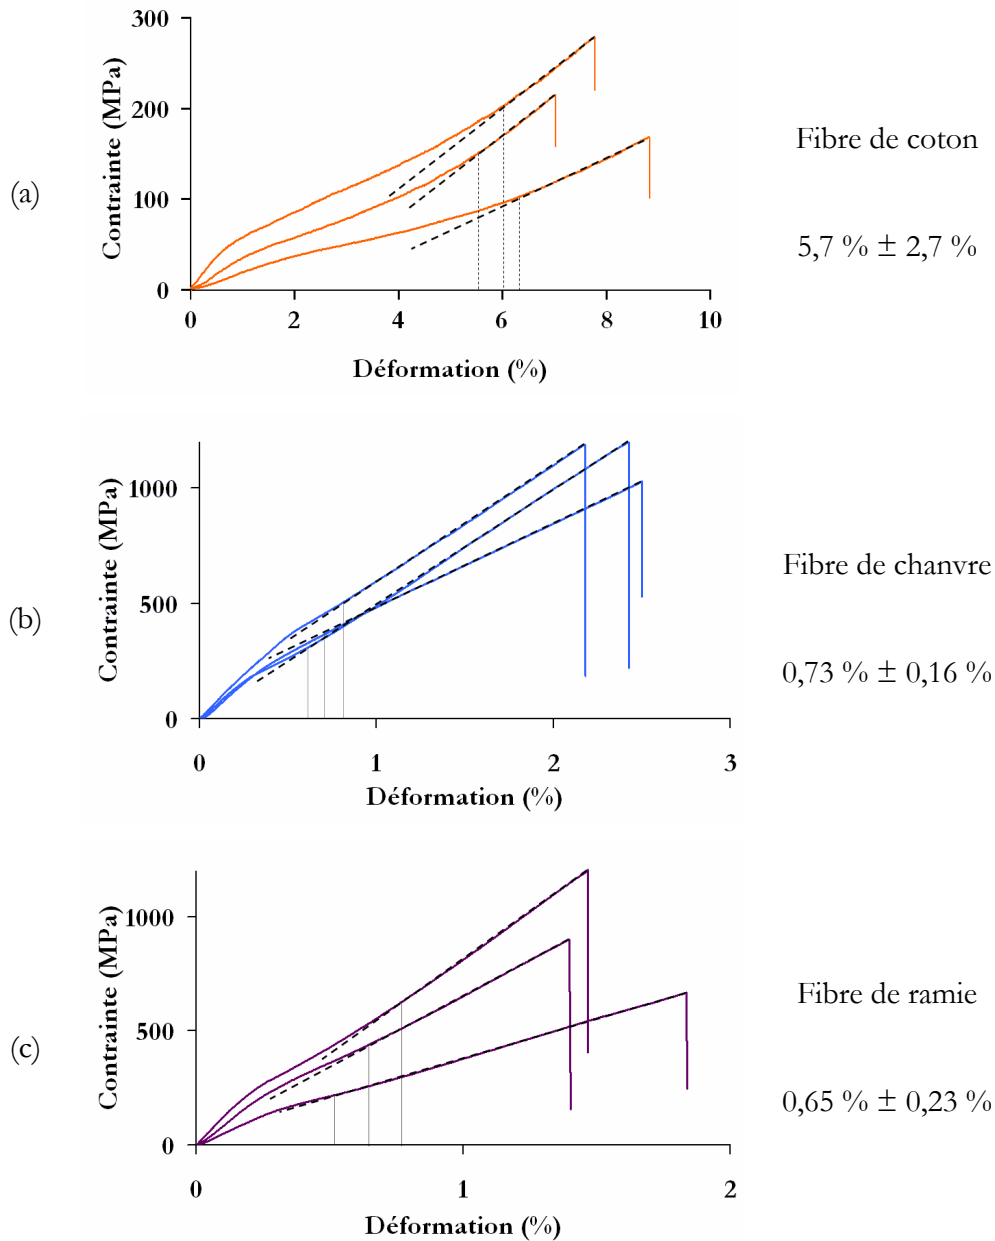 (a)
Contrainte (MPa)
300
200
100
0
0 2 4 6 8 10
Déformation (%)
Fibre de coton
5,7 % ± 2,7 %
(b)
Contrainte (MPa)
1000
500
0
0 1 2 3
Déformation (%)
Fibre de chanvre
0,73 % ± 0,16 %
(c)
Contrainte (MPa)
1000
500
0
0 1 2
Déformation (%)
Fibre de ramie
0,65 % ± 0,23 %